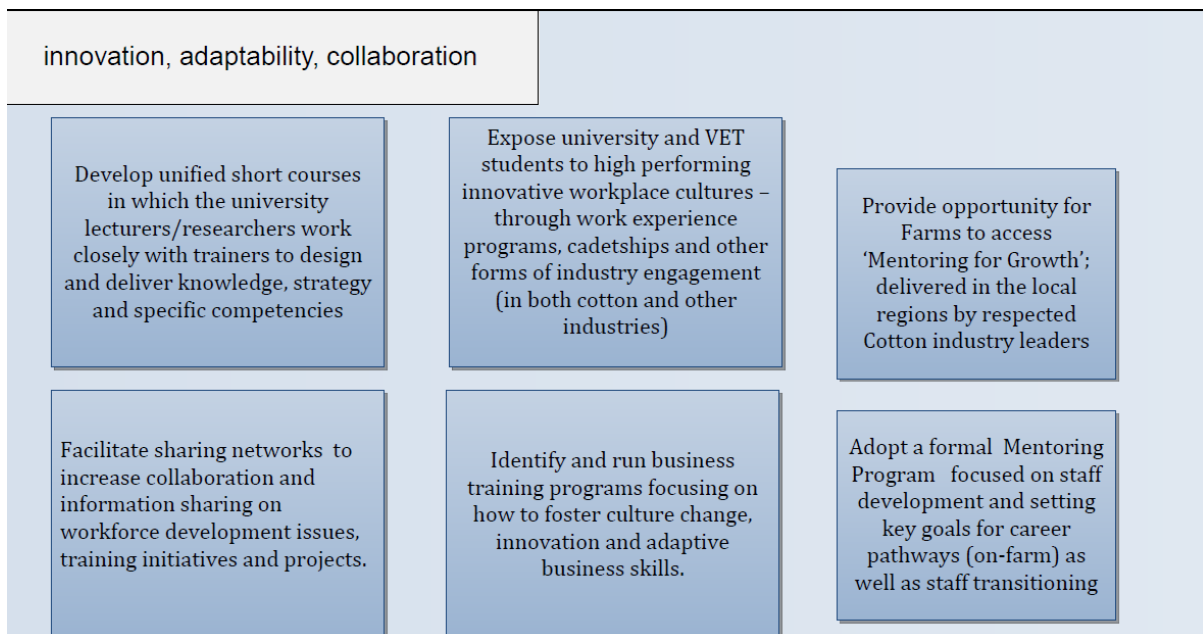 innovation, adaptability, collaboration
Develop unified short courses
in which the university
lecturers/researchers work
closely with trainers to design
and deliver knowledge, strategy
and specific competencies
Expose university and VET
students to high performing
innovative workplace cultures –
through work experience
programs, cadetships and other
forms of industry engagement
(in both cotton and other
industries)
Provide opportunity for
Farms to access
‘Mentoring for Growth’;
delivered in the local
regions by respected
Cotton industry leaders
Facilitate sharing networks to
increase collaboration and
information sharing on
workforce development issues,
training initiatives and projects.
Identify and run business
training programs focusing on
how to foster culture change,
innovation and adaptive
business skills.
Adopt a formal Mentoring
Program focused on staff
development and setting
key goals for career
pathways (on-farm) as
well as staff transitioning